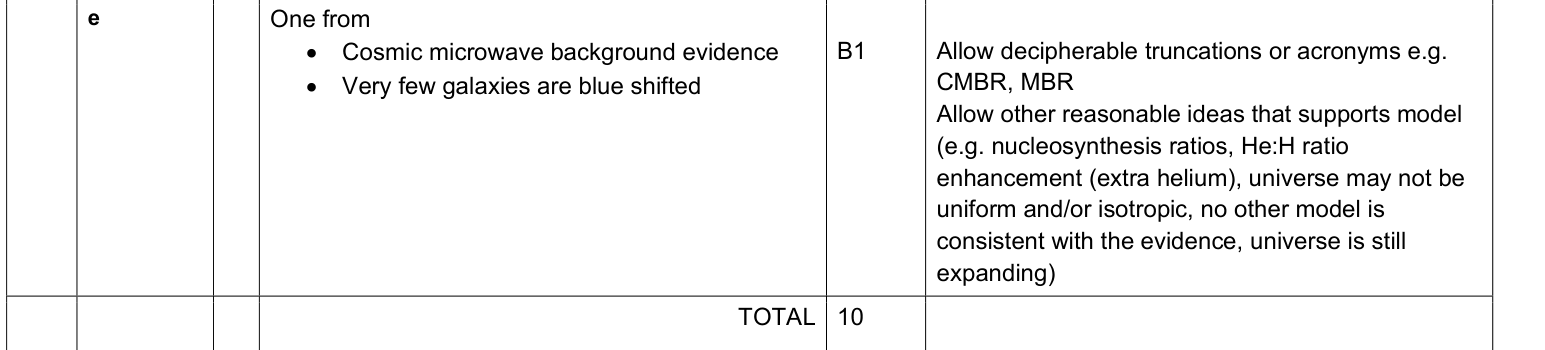 e
One from
• Cosmic microwave background evidence
• Very few galaxies are blue shifted
B1
Allow decipherable truncations or acronyms e.g.
CMBR, MBR
Allow other reasonable ideas that supports model
(e.g. nucleosynthesis ratios, He:H ratio
enhancement (extra helium), universe may not be
uniform and/or isotropic, no other model is
consistent with the evidence, universe is still
expanding)
TOTAL
10